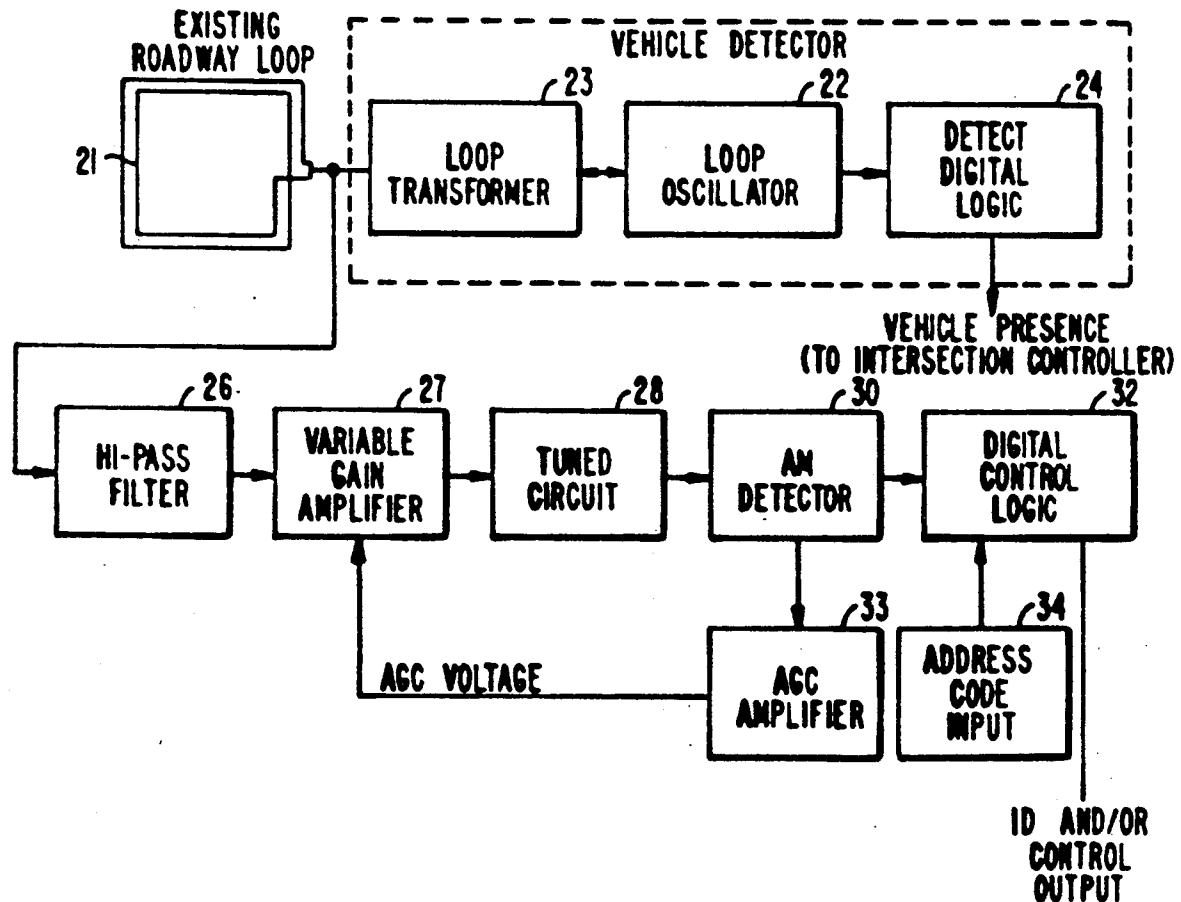 EXISTING
ROADWAY LOOP
21
VEHICLE DETECTOR
23
LOOP
TRANSFORMER
22
LOOP
OSCILLATOR
24
DETECT
DIGITAL
LOGIC
VEHICLE PRESENCE
(TO INTERSECTION CONTROLLER)
26
HI-PASS
FILTER
27
VARIABLE
GAIN
AMPLIFIER
28
TUNED
CIRCUIT
30
AM
DETECTOR
32
DIGITAL
CONTROL
LOGIC
33
AGC
AMPLIFIER
34
ADDRESS
CODE
INPUT
AGC VOLTAGE
ID AND/OR
CONTROL
OUTPUT